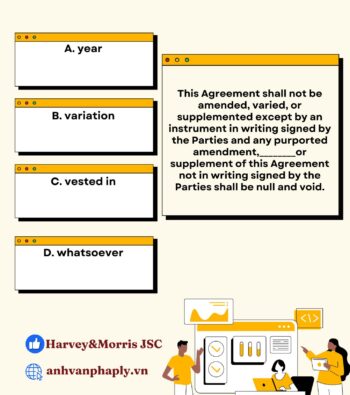 A. year
B. variation
C. vested in
D. whatsoever
This Agreement shall not be
amended, varied, or
supplemented except by an
instrument in writing signed by
the Parties and any purported
amendment,________or
supplement of this Agreement
not in writing signed by the
Parties shall be null and void.
</>
Harvey&Morris JSC
anhvanphaply.vn